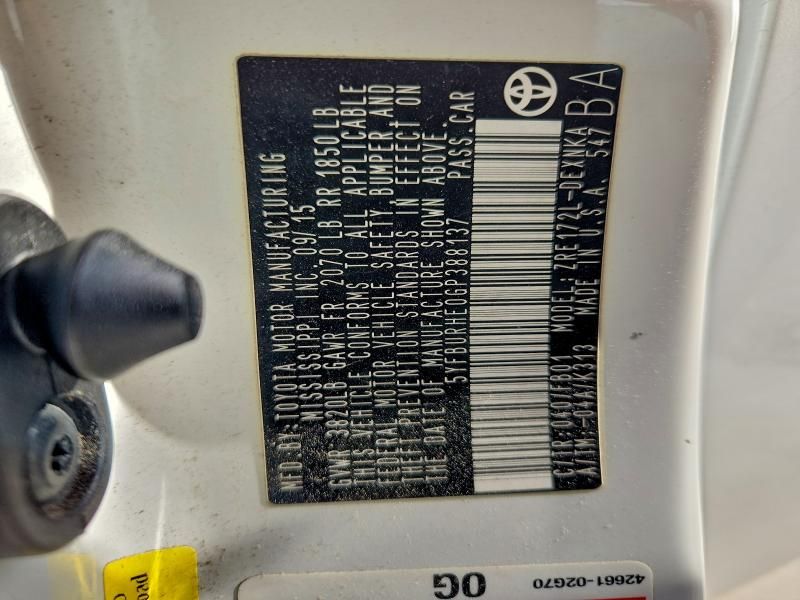 MFD BY: TOYOTA MOTOR MANUFACTURING
MISSISSIPPI INC 09/15
GVWR 3820LB GAWR FR 2070 LB RR 1850LB
THIS VEHICLE CONFORMS TO ALL APPLICABLE
FEDERAL MOTOR VEHICLE SAFETY, BUMPER, AND
THEFT PREVENTION STANDARDS IN EFFECT ON
THE DATE OF MANUFACTURE SHOWN ABOVE.
5YFBURHE0GP388137 PASS.CAR
C/TR: 040/FB01 MODEL: ZRE172L-DEXNKA
A/TM: /K313 MADE IN U.S.A. 547 BA
42661-02G70
0G
oad